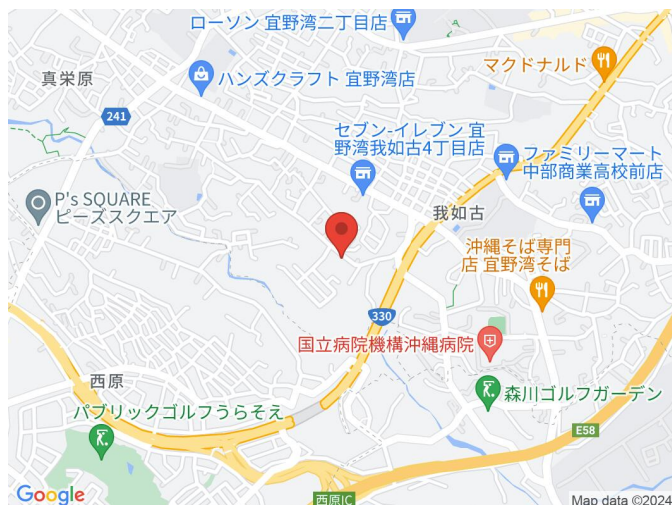 ローソン 宜野湾二丁目店
マクドナルド
真栄原
ハンズクラフト 宜野湾店
241
セブン-イレブン 宜
野湾我如古4丁目店
ファミリーマート
中部商業高校前店
P's SQUARE
ピーズスクエア
我如古
沖縄そば専門
店 宜野湾そば
330
国立病院機構沖縄病院
西原
森川ゴルフガーデン
パブリックゴルフうらそえ
E58
Google
西原IC
Map data ©2024